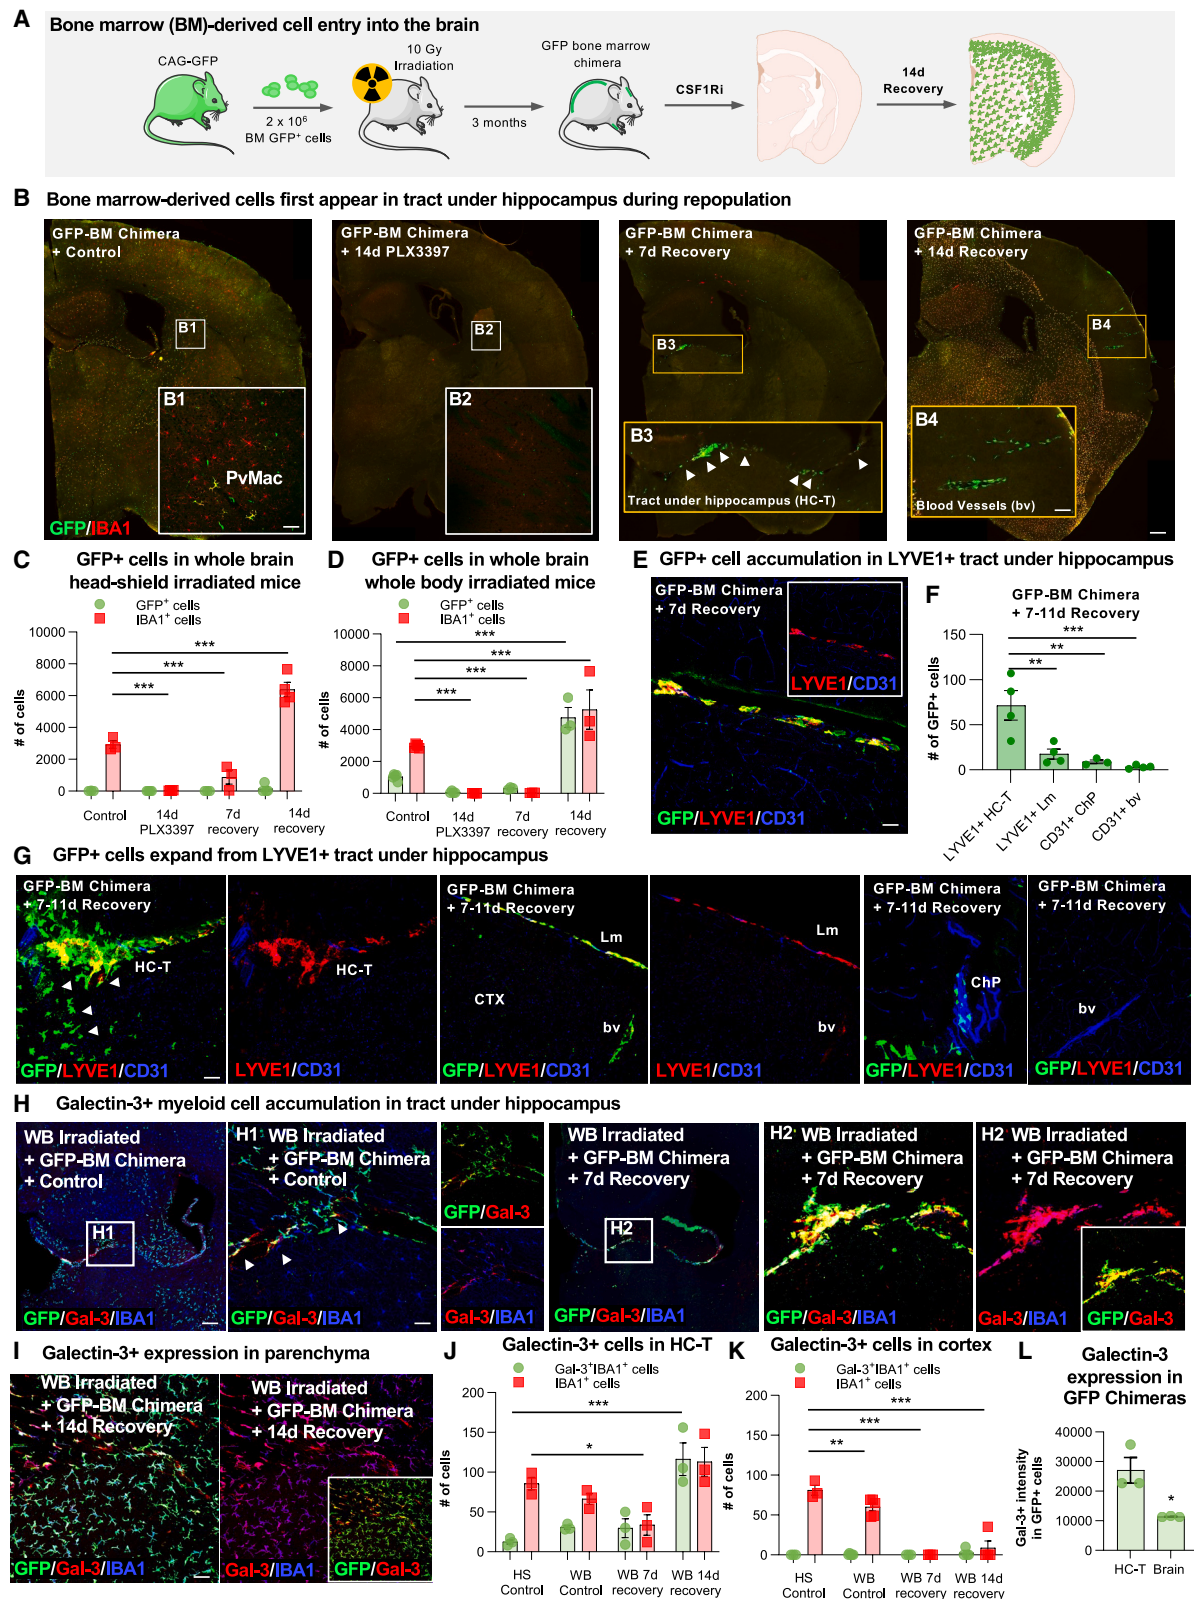 A Bone marrow (BM)-derived cell entry into the brain
CAG-GFP
2 x 10⁶
BM GFP⁺ cells
10 Gy
Irradiation
3 months
GFP bone marrow
chimera
CSF1Ri
14d
Recovery
B Bone marrow-derived cells first appear in tract under hippocampus during repopulation
GFP-BM Chimera
+ Control
B1
B1
PvMac
GFP/IBA1
GFP-BM Chimera
+ 14d PLX3397
B2
B2
GFP-BM Chimera
+ 7d Recovery
B3
B3
Tract under hippocampus (HC-T)
GFP-BM Chimera
+ 14d Recovery
B4
B4
Blood Vessels (bv)
C GFP+ cells in whole brain
head-shield irradiated mice
GFP⁺ cells
IBA1⁺ cells
# of cells
10000
8000
6000
4000
2000
0
***
***
***
Control
14d
PLX3397
7d
recovery
14d
recovery
D GFP+ cells in whole brain
whole body irradiated mice
GFP⁺ cells
IBA1⁺ cells
# of cells
10000
8000
6000
4000
2000
0
***
***
***
***
Control
14d
PLX3397
7d
recovery
14d
recovery
E GFP+ cell accumulation in LYVE1+ tract under hippocampus
GFP-BM Chimera
+ 7d Recovery
LYVE1/CD31
GFP/LYVE1/CD31
F GFP-BM Chimera
+ 7-11d Recovery
# of GFP+ cells
150
100
50
0
***
**
**
LYVE1+ HC-T
LYVE1+ Lm
CD31+ ChP
CD31+ bv
G GFP+ cells expand from LYVE1+ tract under hippocampus
GFP-BM Chimera
+ 7-11d Recovery
HC-T
GFP/LYVE1/CD31
HC-T
LYVE1/CD31
GFP-BM Chimera
+ 7-11d Recovery
Lm
CTX
bv
GFP/LYVE1/CD31
Lm
bv
LYVE1/CD31
GFP-BM Chimera
+ 7-11d Recovery
ChP
GFP/LYVE1/CD31
GFP-BM Chimera
+ 7-11d Recovery
bv
GFP/LYVE1/CD31
H Galectin-3+ myeloid cell accumulation in tract under hippocampus
WB Irradiated
+ GFP-BM Chimera
+ Control
H1
GFP/Gal-3/IBA1
H1 WB Irradiated
+ GFP-BM Chimera
+ Control
GFP/Gal-3/IBA1
GFP/Gal-3
Gal-3/IBA1
WB Irradiated
+ GFP-BM Chimera
+ 7d Recovery
H2
GFP/Gal-3/IBA1
H2 WB Irradiated
+ GFP-BM Chimera
+ 7d Recovery
GFP/Gal-3/IBA1
H2 WB Irradiated
+ GFP-BM Chimera
+ 7d Recovery
Gal-3/IBA1
GFP/Gal-3
I Galectin-3+ expression in parenchyma
WB Irradiated
+ GFP-BM Chimera
+ 14d Recovery
GFP/Gal-3/IBA1
WB Irradiated
+ GFP-BM Chimera
+ 14d Recovery
Gal-3/IBA1
GFP/Gal-3
J Galectin-3+ cells in HC-T
Gal-3⁺IBA1⁺ cells
IBA1⁺ cells
# of cells
200
150
100
50
0
***
*
HS
Control
WB
Control
WB 7d
recovery
WB 14d
recovery
K Galectin-3+ cells in cortex
Gal-3⁺IBA1⁺ cells
IBA1⁺ cells
# of cells
200
150
100
50
0
***
***
**
HS
Control
WB
Control
WB 7d
recovery
WB 14d
recovery
L Galectin-3
expression in
GFP Chimeras
Gal-3+ intensity
in GFP+ cells
40000
30000
20000
10000
0
*
HC-T
Brain